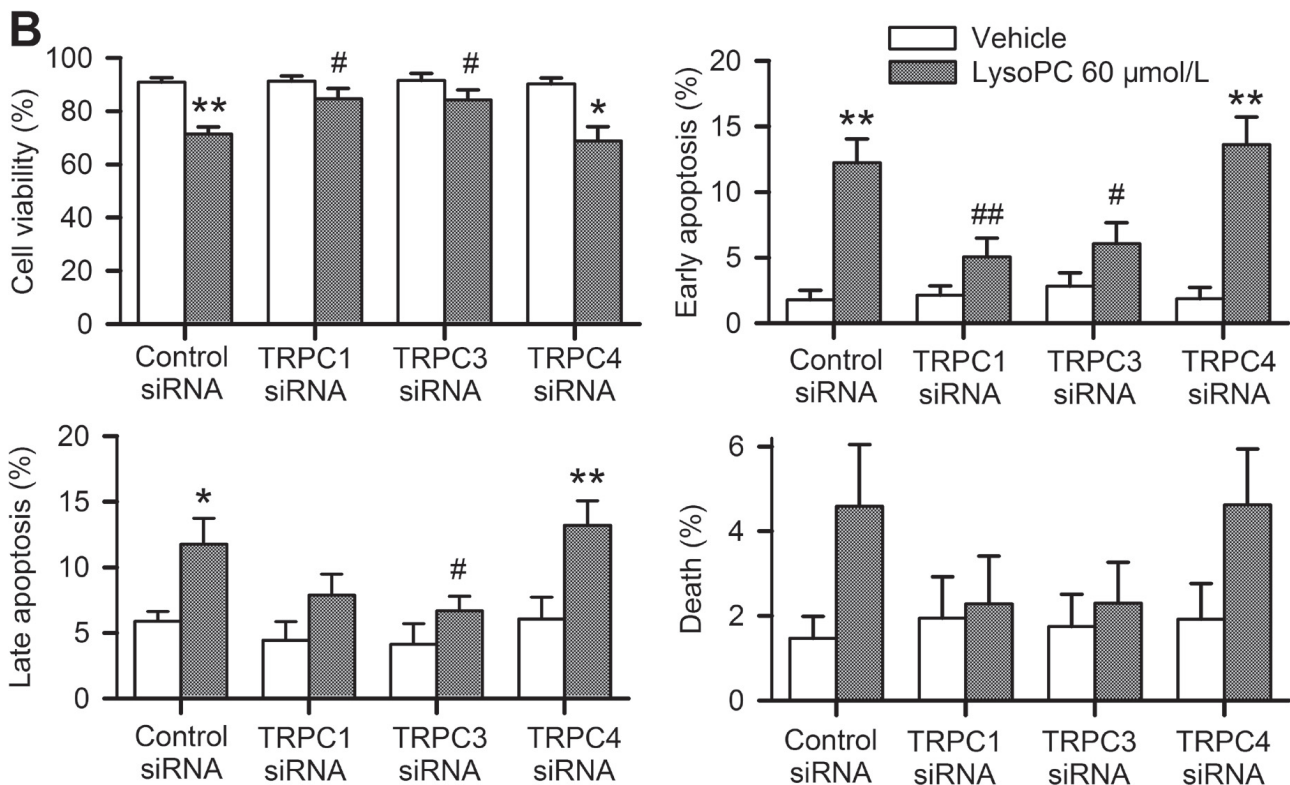 B
Vehicle
LysoPC 60 µmol/L
Cell viability (%)
100
80
60
40
20
0
**
#
#
*
Control siRNA
TRPC1 siRNA
TRPC3 siRNA
TRPC4 siRNA
Early apoptosis (%)
20
15
10
5
0
**
##
#
**
Control siRNA
TRPC1 siRNA
TRPC3 siRNA
TRPC4 siRNA
Late apoptosis (%)
20
15
10
5
0
*
#
**
Control siRNA
TRPC1 siRNA
TRPC3 siRNA
TRPC4 siRNA
Death (%)
6
4
2
0
Control siRNA
TRPC1 siRNA
TRPC3 siRNA
TRPC4 siRNA